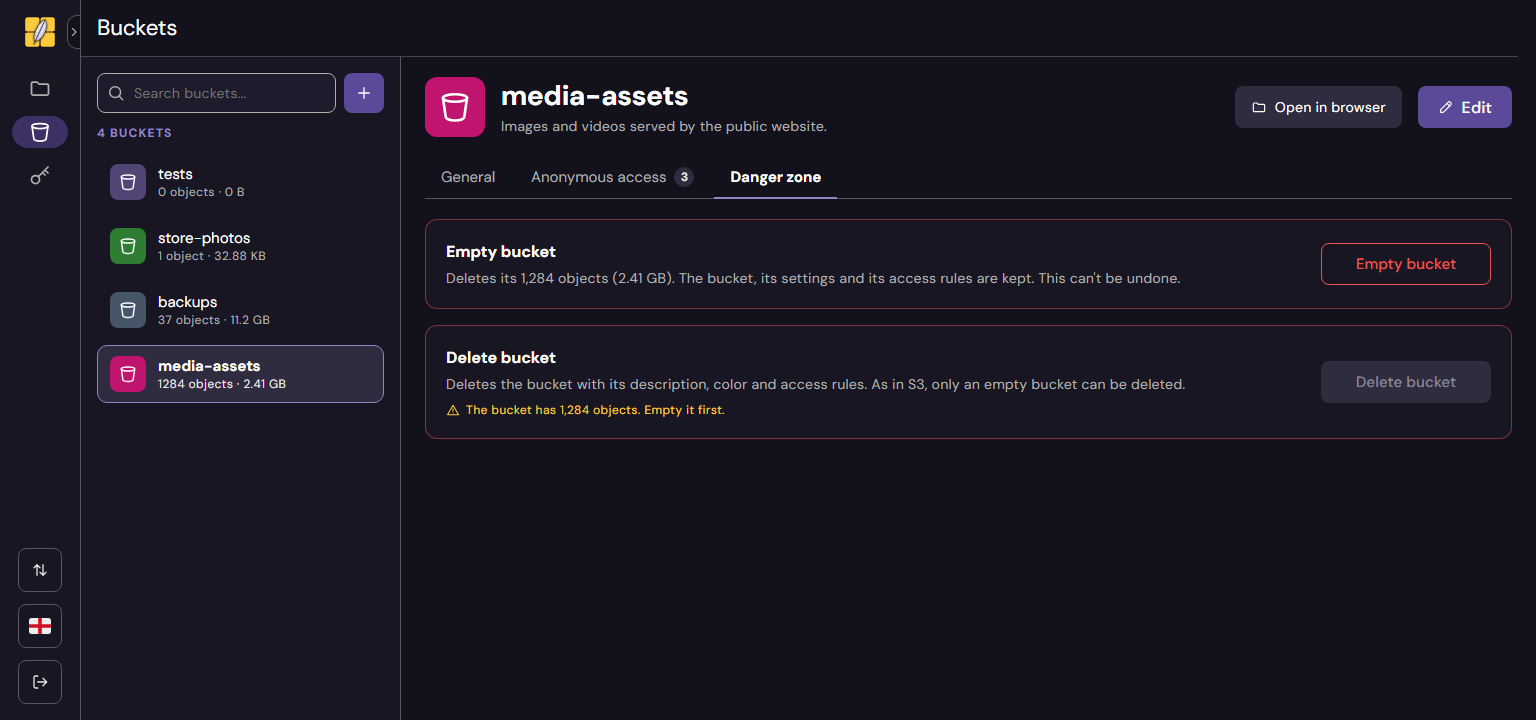 Buckets
Search buckets...
4 BUCKETS
tests
0 objects · 0 B
store-photos
1 object · 32.88 KB
backups
37 objects · 11.2 GB
media-assets
1284 objects · 2.41 GB
media-assets
Images and videos served by the public website.
Open in browser
Edit
General
Anonymous access 3
Danger zone
Empty bucket
Deletes its 1,284 objects (2.41 GB). The bucket, its settings and its access rules are kept. This can't be undone.
Empty bucket
Delete bucket
Deletes the bucket with its description, color and access rules. As in S3, only an empty bucket can be deleted.
The bucket has 1,284 objects. Empty it first.
Delete bucket